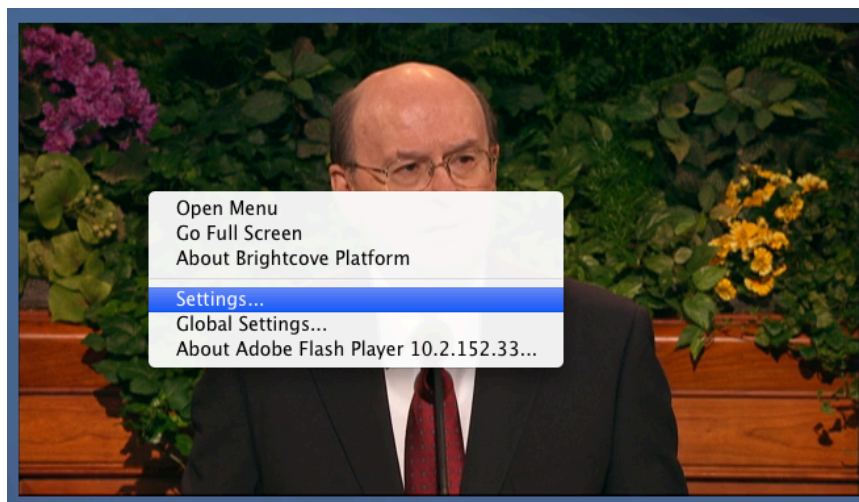 Open Menu
Go Full Screen
About Brightcove Platform
Settings...
Global Settings...
About Adobe Flash Player 10.2.152.33...